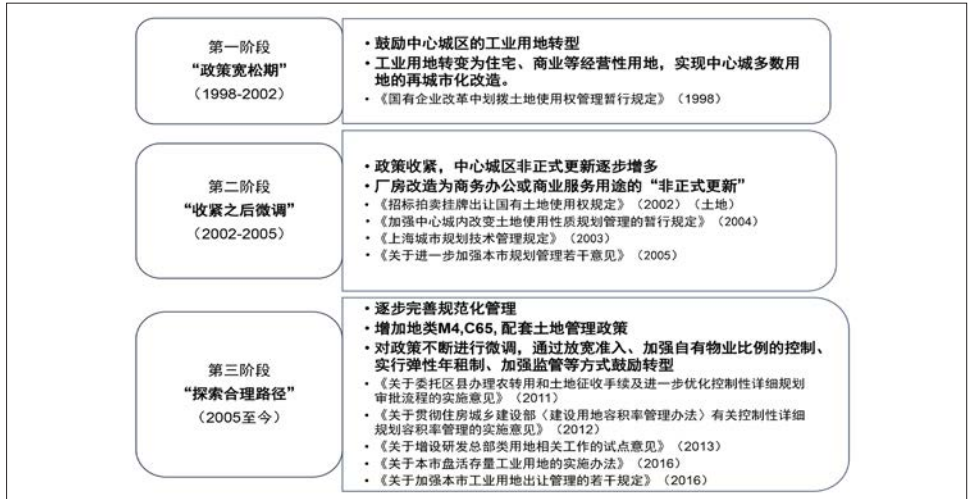 第一阶段
“政策宽松期”
（1998-2002）
• 鼓励中心城区的工业用地转型
• 工业用地转变为住宅、商业等经营性用地，实现中心城多数用
地的再城市化改造。
• 《国有企业改革中划拨土地使用权管理暂行规定》（1998）
第二阶段
“收紧之后微调”
（2002-2005）
• 政策收紧，中心城区非正式更新逐步增多
• 厂房改造为商务办公或商业服务用途的“非正式更新”
• 《招标拍卖挂牌出让国有土地使用权规定》（2002）（土地）
• 《加强中心城内改变土地使用性质规划管理的暂行规定》（2004）
• 《上海城市规划技术管理规定》（2003）
• 《关于进一步加强本市规划管理若干意见》（2005）
第三阶段
“探索合理路径”
（2005至今）
• 逐步完善规范化管理
• 增加地类M4,C65, 配套土地管理政策
• 对政策不断进行微调，通过放宽准入、加强自有物业比例的控制、
实行弹性年租制、加强监管等方式鼓励转型
• 《关于委托区县办理农转用和土地征收手续及进一步优化控制性详细规划
审批流程的实施意见》（2011）
• 《关于贯彻住房城乡建设部〈建设用地容积率管理办法〉有关控制性详细
规划容积率管理的实施意见》（2012）
• 《关于增设研发总部类用地相关工作的试点意见》（2013）
• 《关于本市盘活存量工业用地的实施办法》（2016）
• 《关于加强本市工业用地出让管理的若干规定》（2016）